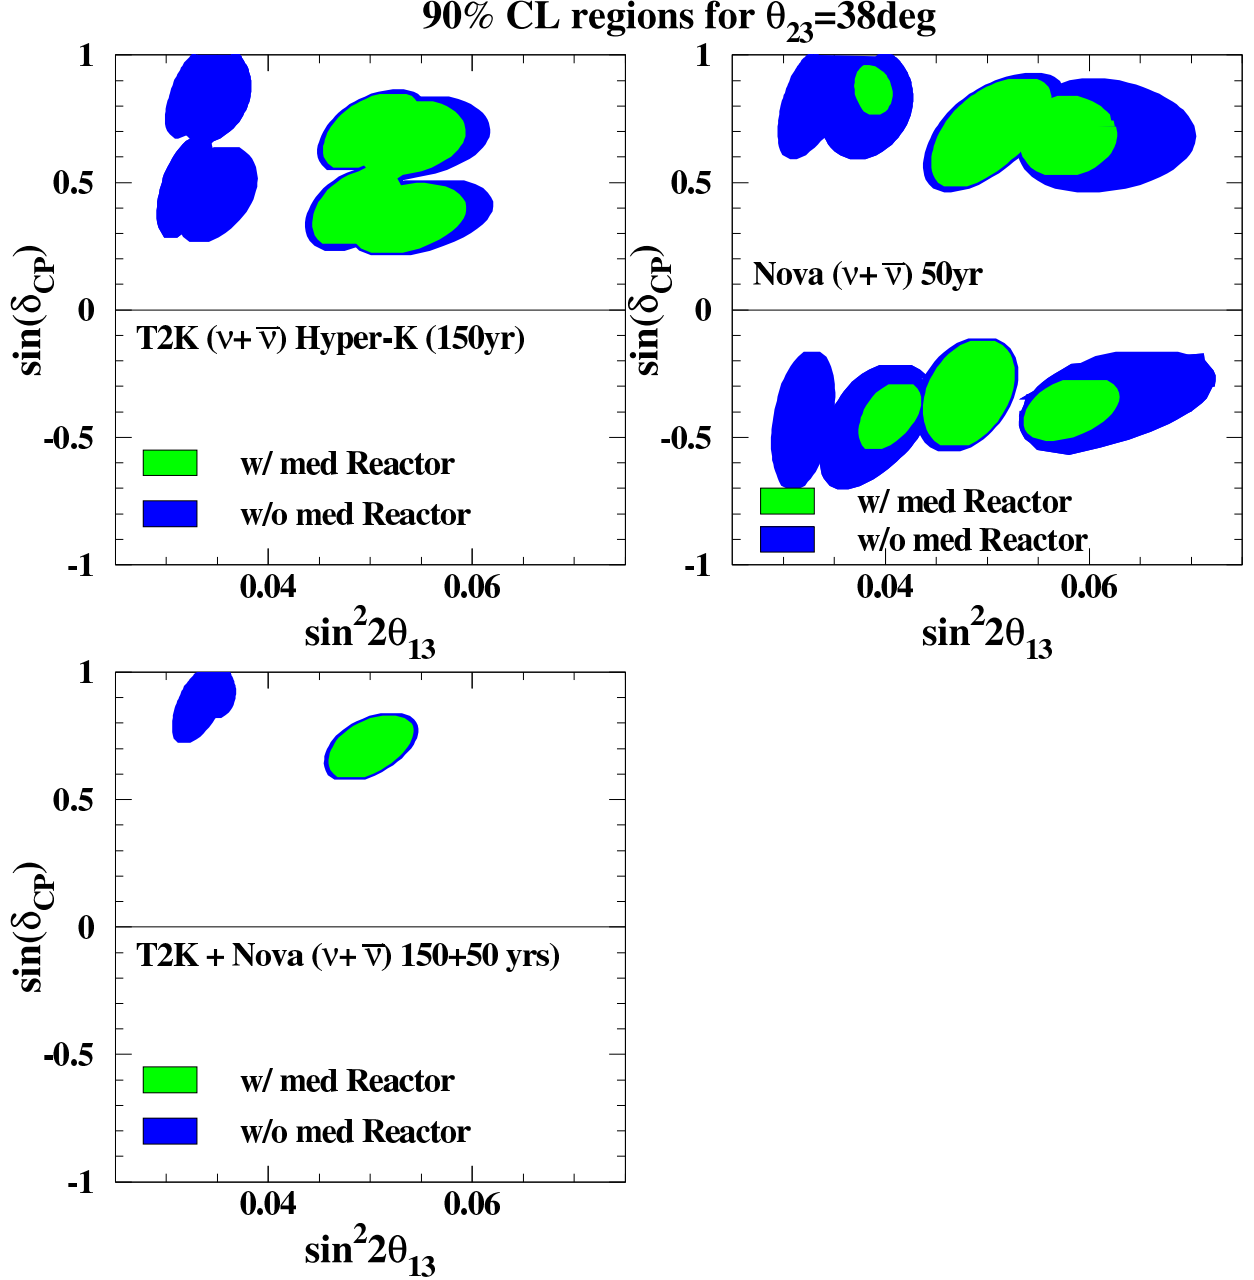 90% CL regions for θ23=38deg
1
0.5
0
-0.5
-1
sin(δCP)
T2K (ν+ ν̅) Hyper-K (150yr)
w/ med Reactor
w/o med Reactor
0.04 0.06
sin²2θ13
1
0.5
0
-0.5
-1
sin(δCP)
Nova (ν+ ν̅) 50yr
w/ med Reactor
w/o med Reactor
0.04 0.06
sin²2θ13
1
0.5
0
-0.5
-1
sin(δCP)
T2K + Nova (ν+ ν̅) 150+50 yrs)
w/ med Reactor
w/o med Reactor
0.04 0.06
sin²2θ13